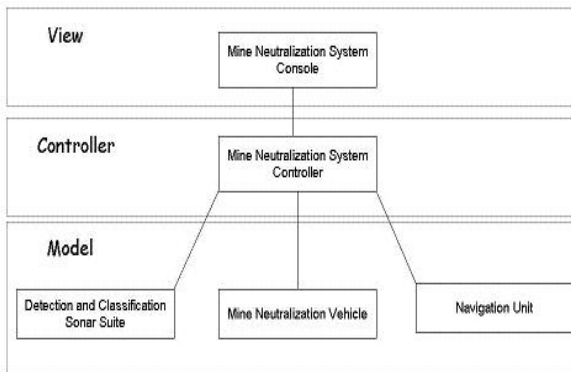 View
Mine Neutralization System
Console
Controller
Mine Neutralization System
Controller
Model
Detection and Classification
Sonar Suite
Mine Neutralization Vehicle
Navigation Unit